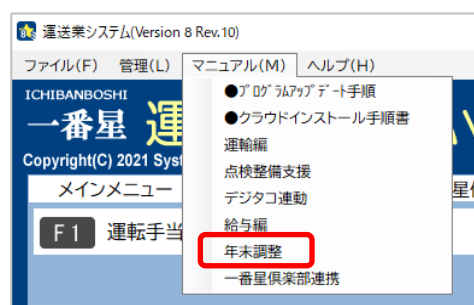 運送業システム(Version 8 Rev.10)
ファイル(F) 管理(L) マニュアル(M) ヘルプ(H)
ICHIBANBOSHI
一番星 運
Copyright(C) 2021 Syst
●プログラムアップデート手順
●クラウドインストール手順書
運輸編
点検整備支援
デジタコ連動
給与編
年末調整
一番星倶楽部連携
メインメニュー
F1 運転手当